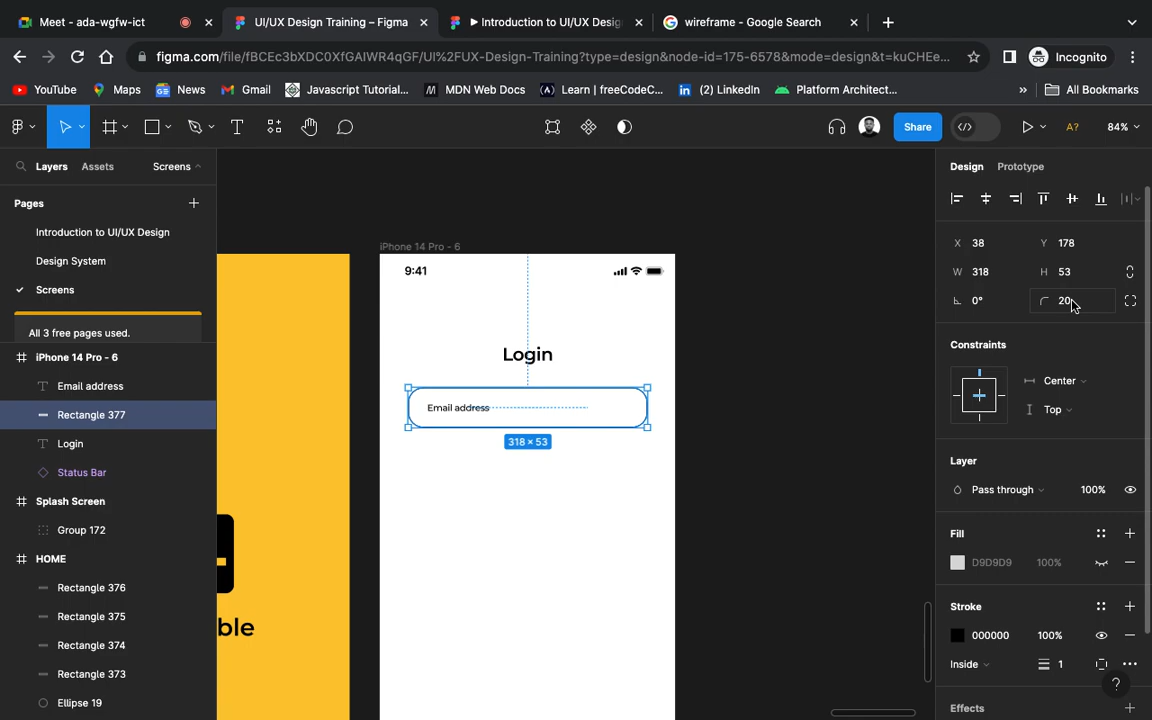 Meet - ada-wgfw-ict
UI/UX Design Training – Figma
Introduction to UI/UX Desig
wireframe - Google Search
figma.com/file/fBCEc3bXDC0XfGAIWR4qGF/UI%2FUX-Design-Training?type=design&node-id=175-6578&mode=design&t=kuCHEe...
Incognito
YouTube
Maps
News
Gmail
Javascript Tutorial...
MDN Web Docs
Learn | freeCodeC...
(2) LinkedIn
Platform Architect...
»
All Bookmarks
Share
A?
84%
Layers
Assets
Screens
Design
Prototype
Pages
Introduction to UI/UX Design
Design System
Screens
All 3 free pages used.
iPhone 14 Pro - 6
Email address
Rectangle 377
Login
Status Bar
Splash Screen
Group 172
HOME
Rectangle 376
Rectangle 375
Rectangle 374
Rectangle 373
Ellipse 19
ble
iPhone 14 Pro - 6
9:41
Login
Email address
318 × 53
X 38
Y 178
W 318
H 53
0°
20
Constraints
Center
Top
Layer
Pass through
100%
Fill
D9D9D9
100%
Stroke
000000
100%
Inside
1
Effects
?